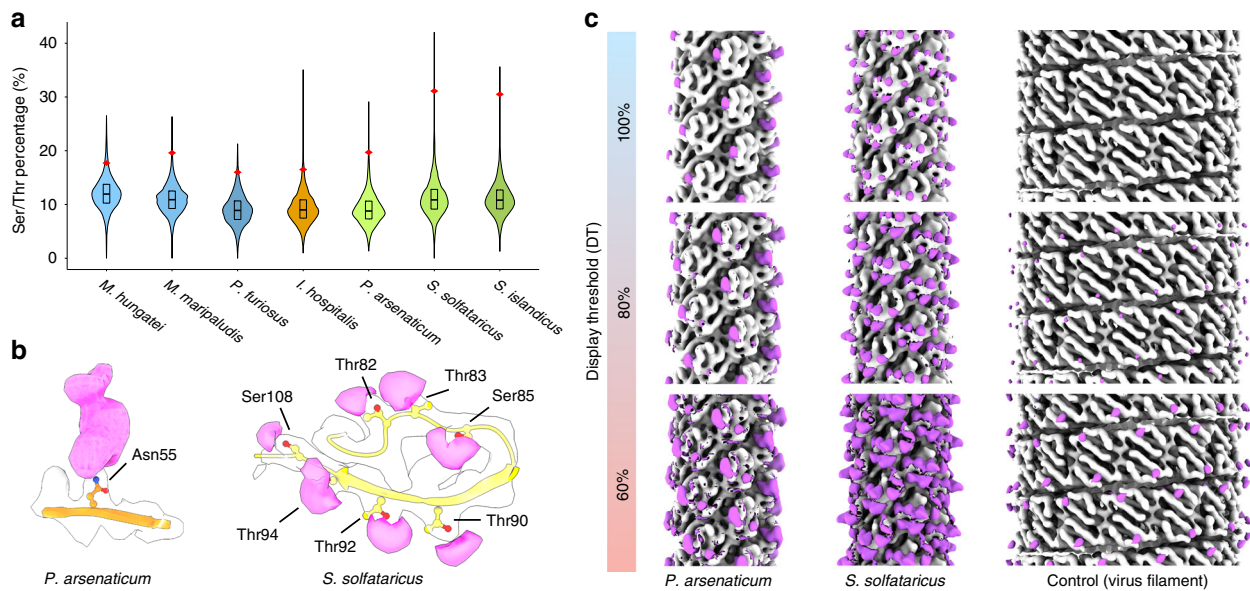 a
Ser/Thr percentage (%)
40
30
20
10
0
M. hungatei
M. maripaludis
P. furiosus
I. hospitalis
P. arsenaticum
S. solfataricus
S. islandicus
b
Asn55
P. arsenaticum
Thr82
Thr83
Ser108
Ser85
Thr94
Thr92
Thr90
S. solfataricus
c
Display threshold (DT)
100%
80%
60%
P. arsenaticum
S. solfataricus
Control (virus filament)